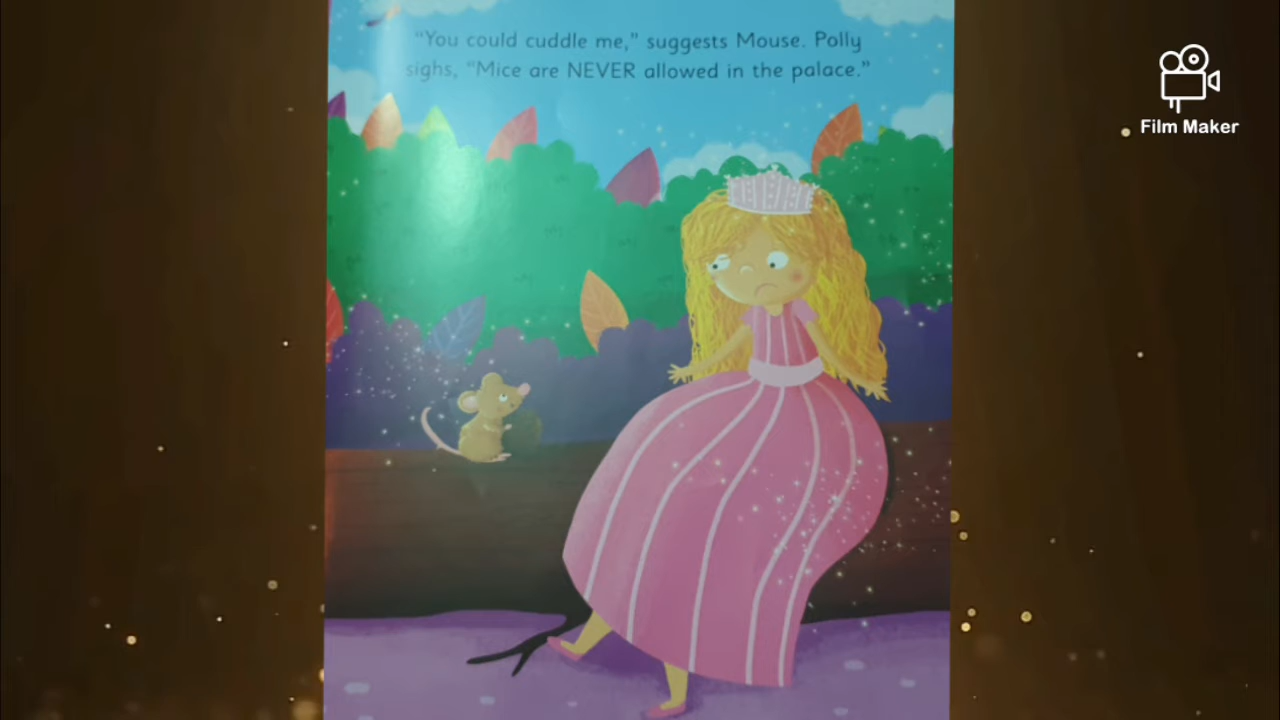 "You could cuddle me," suggests Mouse. Polly
sighs, "Mice are NEVER allowed in the palace."
Film Maker